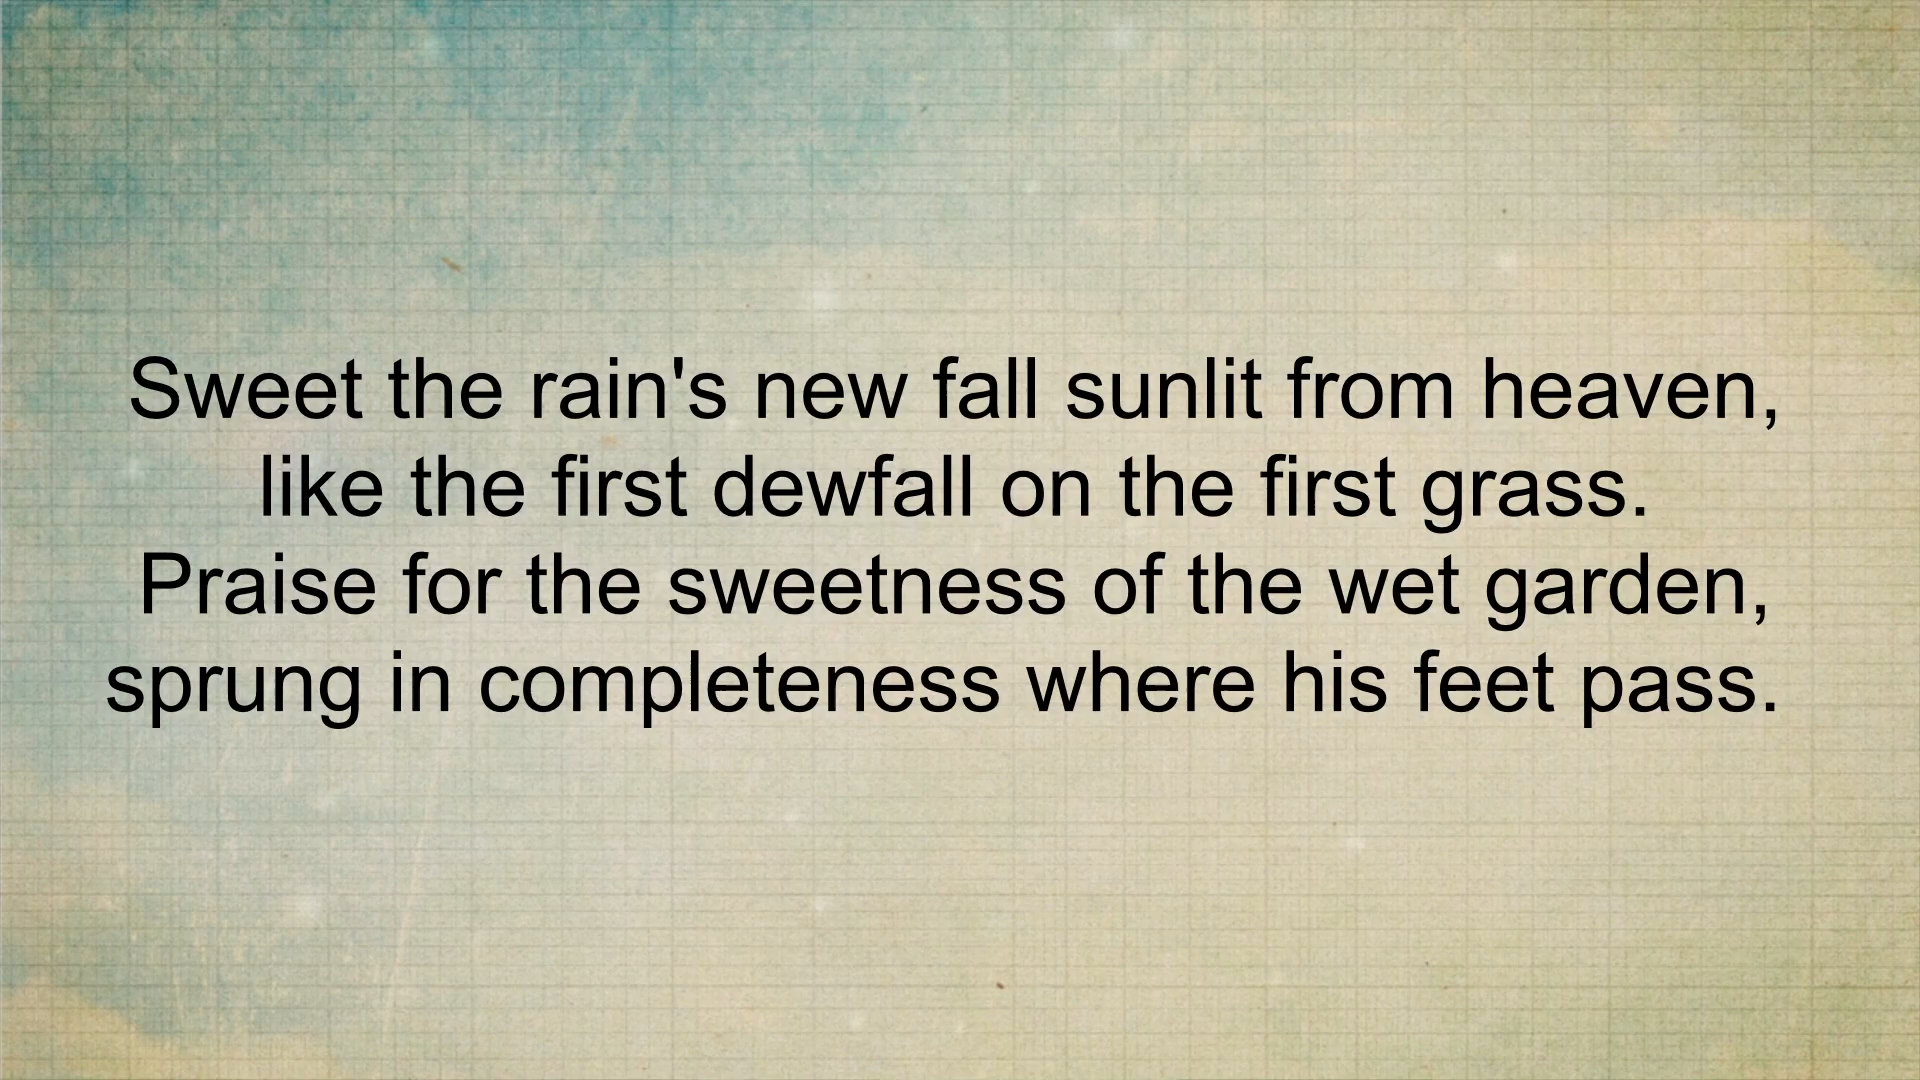 Sweet the rain's new fall sunlit from heaven,
like the first dewfall on the first grass.
Praise for the sweetness of the wet garden,
sprung in completeness where his feet pass.